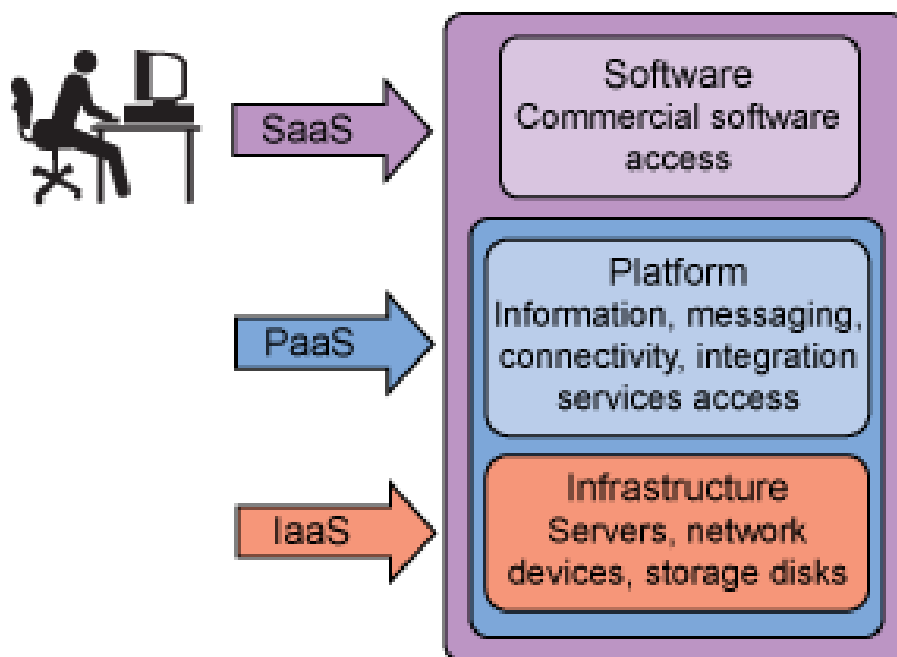 SaaS
Software
Commercial software
access
PaaS
Platform
Information, messaging,
connectivity, integration
services access
IaaS
Infrastructure
Servers, network
devices, storage disks